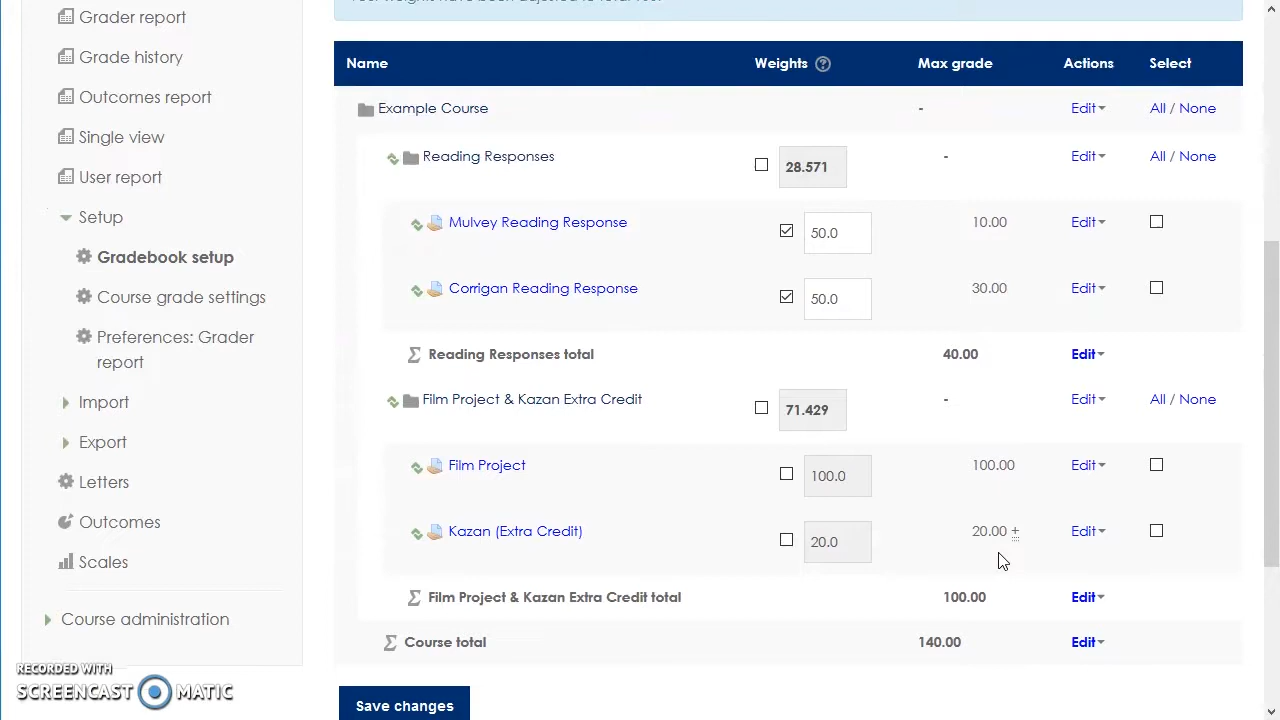 Grader report
Grade history
Outcomes report
Single view
User report
Setup
Gradebook setup
Course grade settings
Preferences: Grader
report
Import
Export
Letters
Outcomes
Scales
Course administration
RECORDED WITH
SCREENCAST MATIC
Name Weights ? Max grade Actions Select
Example Course - Edit All / None
Reading Responses 28.571 - Edit All / None
Mulvey Reading Response 50.0 10.00 Edit
Corrigan Reading Response 50.0 30.00 Edit
Σ Reading Responses total 40.00 Edit
Film Project & Kazan Extra Credit 71.429 - Edit All / None
Film Project 100.0 100.00 Edit
Kazan (Extra Credit) 20.0 20.00 + Edit
Σ Film Project & Kazan Extra Credit total 100.00 Edit
Σ Course total 140.00 Edit
Save changes